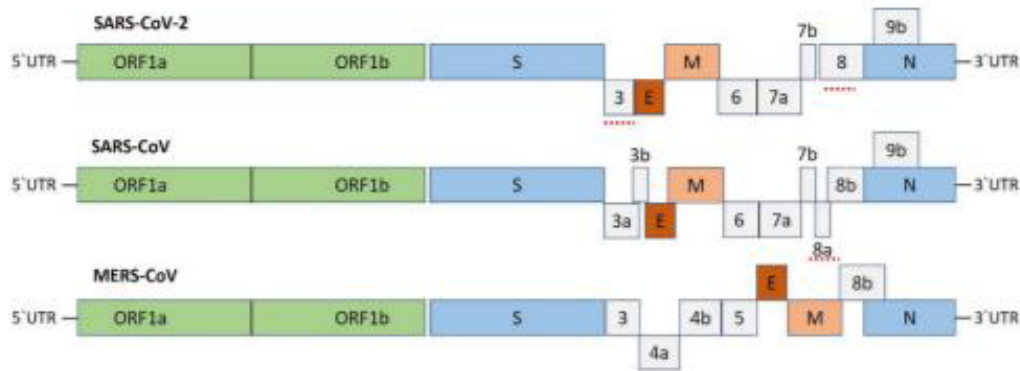 SARS-CoV-2
7b 9b
5`UTR ORF1a ORF1b S M 8 N 3`UTR
3 E 6 7a
SARS-CoV
3b 7b 9b
5`UTR ORF1a ORF1b S M 8b N 3`UTR
3a E 6 7a
8a
MERS-CoV
E 8b
5`UTR ORF1a ORF1b S 3 4b 5 M N 3`UTR
4a